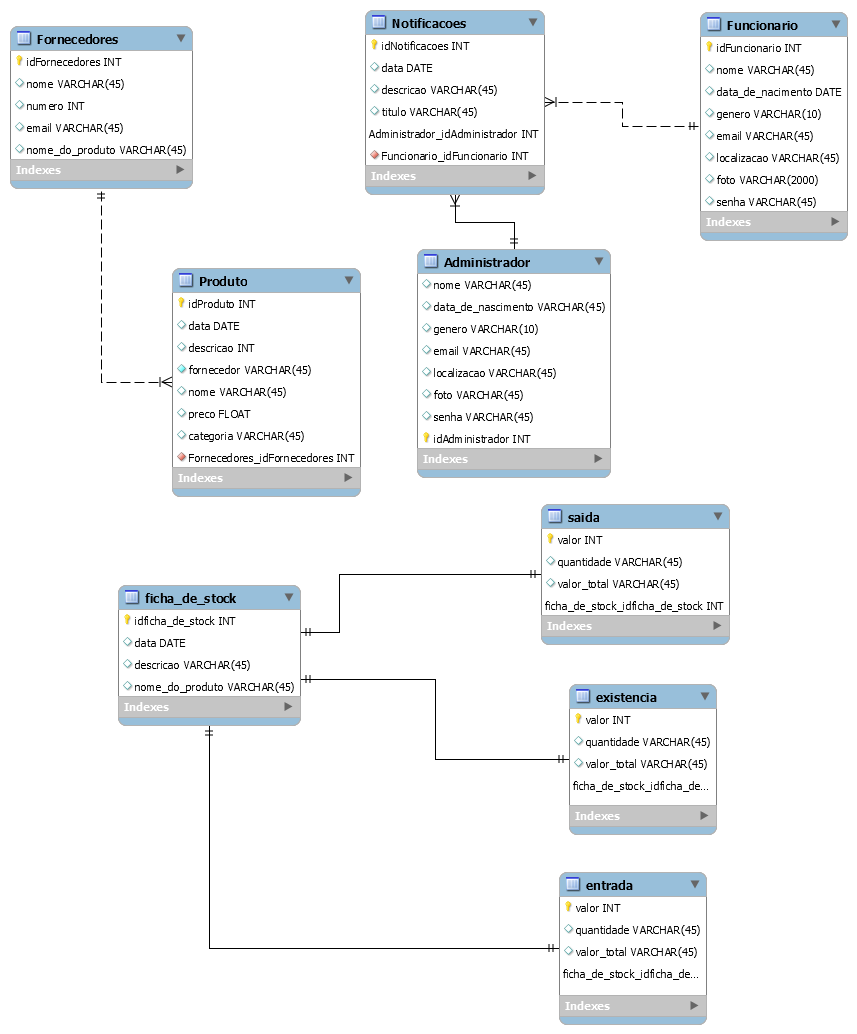 Fornecedores
idFornecedores INT
nome VARCHAR(45)
numero INT
email VARCHAR(45)
nome_do_produto VARCHAR(45)
Indexes
Notificacoes
idNotificacoes INT
data DATE
descricao VARCHAR(45)
titulo VARCHAR(45)
Administrador_idAdministrador INT
Funcionario_idFuncionario INT
Indexes
Funcionario
idFuncionario INT
nome VARCHAR(45)
data_de_nacimento DATE
genero VARCHAR(10)
email VARCHAR(45)
localizacao VARCHAR(45)
foto VARCHAR(2000)
senha VARCHAR(45)
Indexes
Produto
idProduto INT
data DATE
descricao INT
fornecedor VARCHAR(45)
nome VARCHAR(45)
preco FLOAT
categoria VARCHAR(45)
Fornecedores_idFornecedores INT
Indexes
Administrador
nome VARCHAR(45)
data_de_nascimento VARCHAR(45)
genero VARCHAR(10)
email VARCHAR(45)
localizacao VARCHAR(45)
foto VARCHAR(45)
senha VARCHAR(45)
idAdministrador INT
Indexes
saida
valor INT
quantidade VARCHAR(45)
valor_total VARCHAR(45)
ficha_de_stock_idficha_de_stock INT
Indexes
ficha_de_stock
idficha_de_stock INT
data DATE
descricao VARCHAR(45)
nome_do_produto VARCHAR(45)
Indexes
existencia
valor INT
quantidade VARCHAR(45)
valor_total VARCHAR(45)
ficha_de_stock_idficha_de...
Indexes
entrada
valor INT
quantidade VARCHAR(45)
valor_total VARCHAR(45)
ficha_de_stock_idficha_de...
Indexes